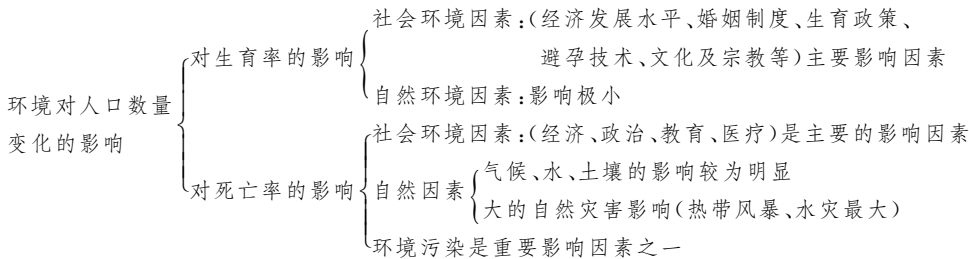 社会环境因素:(经济发展水平、婚姻制度、生育政策、
对生育率的影响
避孕技术、文化及宗教等)主要影响因素
自然环境因素:影响极小
环境对人口数量
变化的影响
社会环境因素:(经济、政治、教育、医疗)是主要的影响因素
气候、水、土壤的影响较为明显
对死亡率的影响
自然因素
大的自然灾害影响(热带风暴、水灾最大)
环境污染是重要影响因素之一